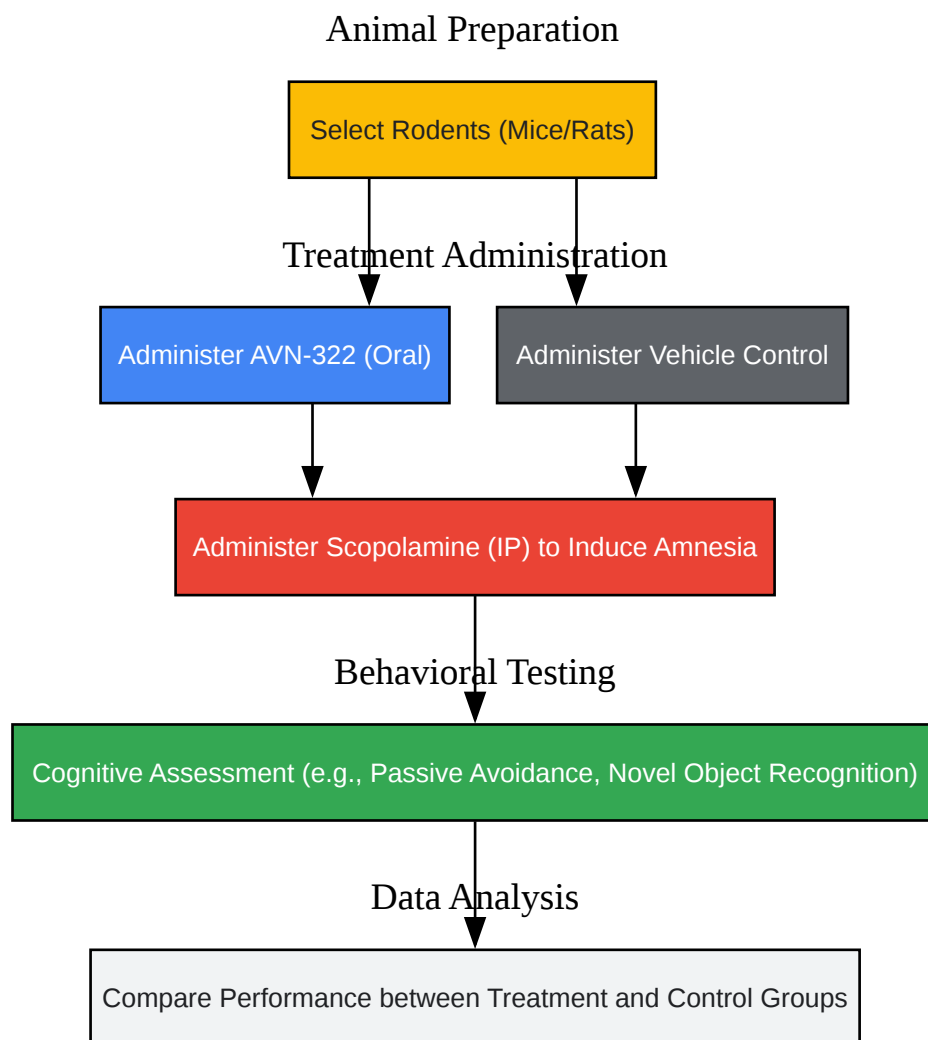 Animal Preparation
Select Rodents (Mice/Rats)
Treatment Administration
Administer AVN-322 (Oral)
Administer Vehicle Control
Administer Scopolamine (IP) to Induce Amnesia
Behavioral Testing
Cognitive Assessment (e.g., Passive Avoidance, Novel Object Recognition)
Data Analysis
Compare Performance between Treatment and Control Groups